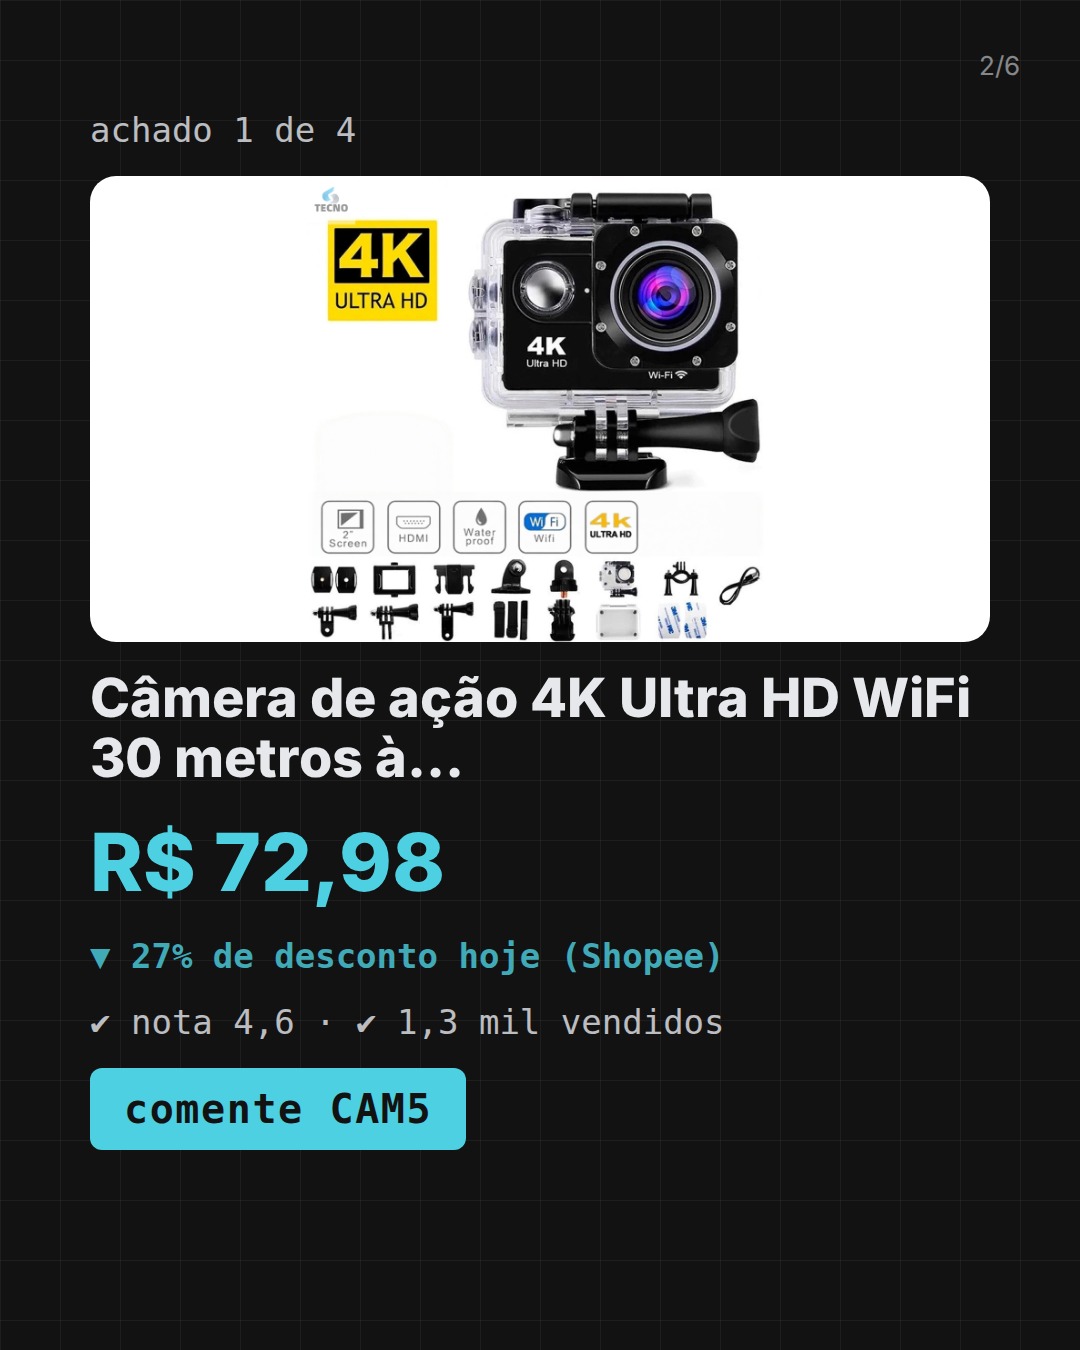 2/6
achado 1 de 4
TECNO
4K
ULTRA HD
4K
Ultra HD
Wi-Fi
2"
Screen
HDMI
Water
proof
Wi Fi
Wifi
4k
ULTRA HD
Câmera de ação 4K Ultra HD WiFi
30 metros à...
R$ 72,98
▼ 27% de desconto hoje (Shopee)
✔ nota 4,6 · ✔ 1,3 mil vendidos
comente CAM5